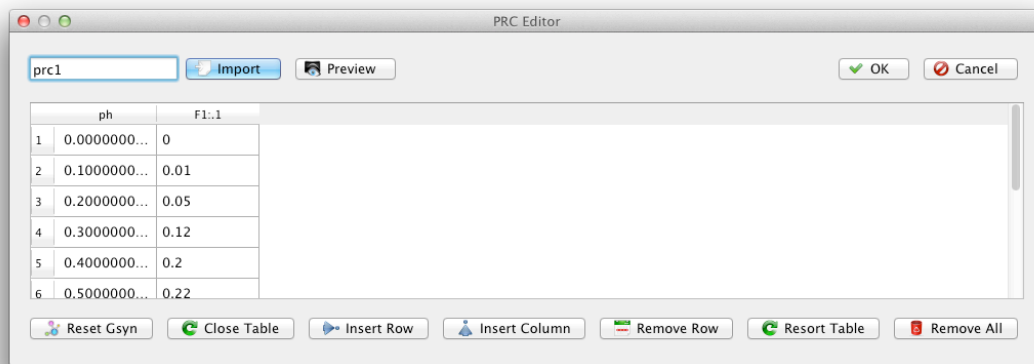 PRC Editor
prc1 Import Preview OK Cancel
ph F1:.1
1 0.0000000... 0
2 0.1000000... 0.01
3 0.2000000... 0.05
4 0.3000000... 0.12
5 0.4000000... 0.2
6 0.5000000... 0.22
Reset Gsyn Close Table Insert Row Insert Column Remove Row Resort Table Remove All